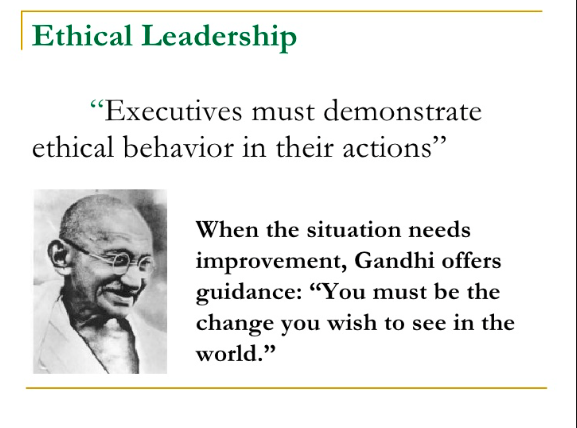 Ethical Leadership
“Executives must demonstrate
ethical behavior in their actions”
When the situation needs
improvement, Gandhi offers
guidance: “You must be the
change you wish to see in the
world.”